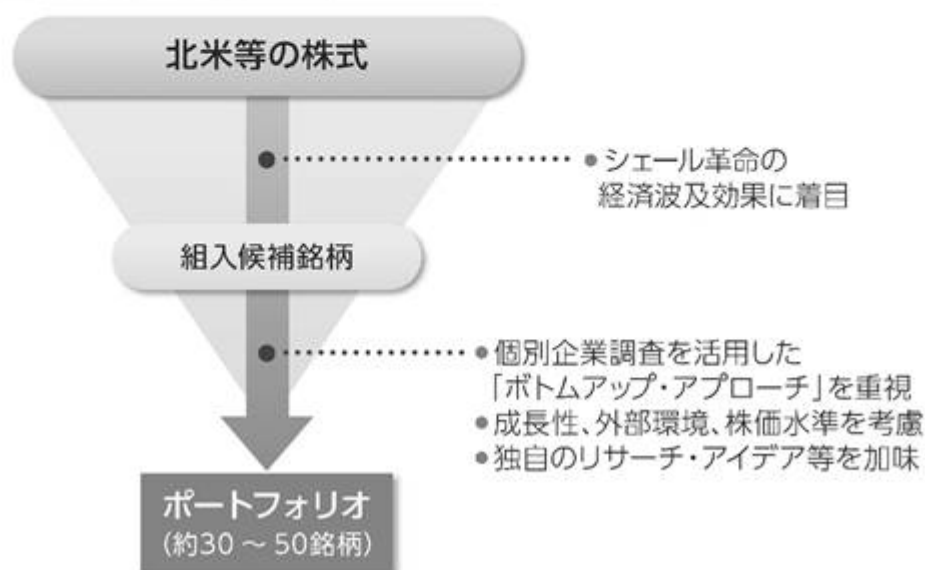 北米等の株式
●シェール革命の
経済波及効果に着目
組入候補銘柄
●個別企業調査を活用した
「ボトムアップ・アプローチ」を重視
●成長性、外部環境、株価水準を考慮
●独自のリサーチ・アイデア等を加味
ポートフォリオ
(約30～50銘柄)